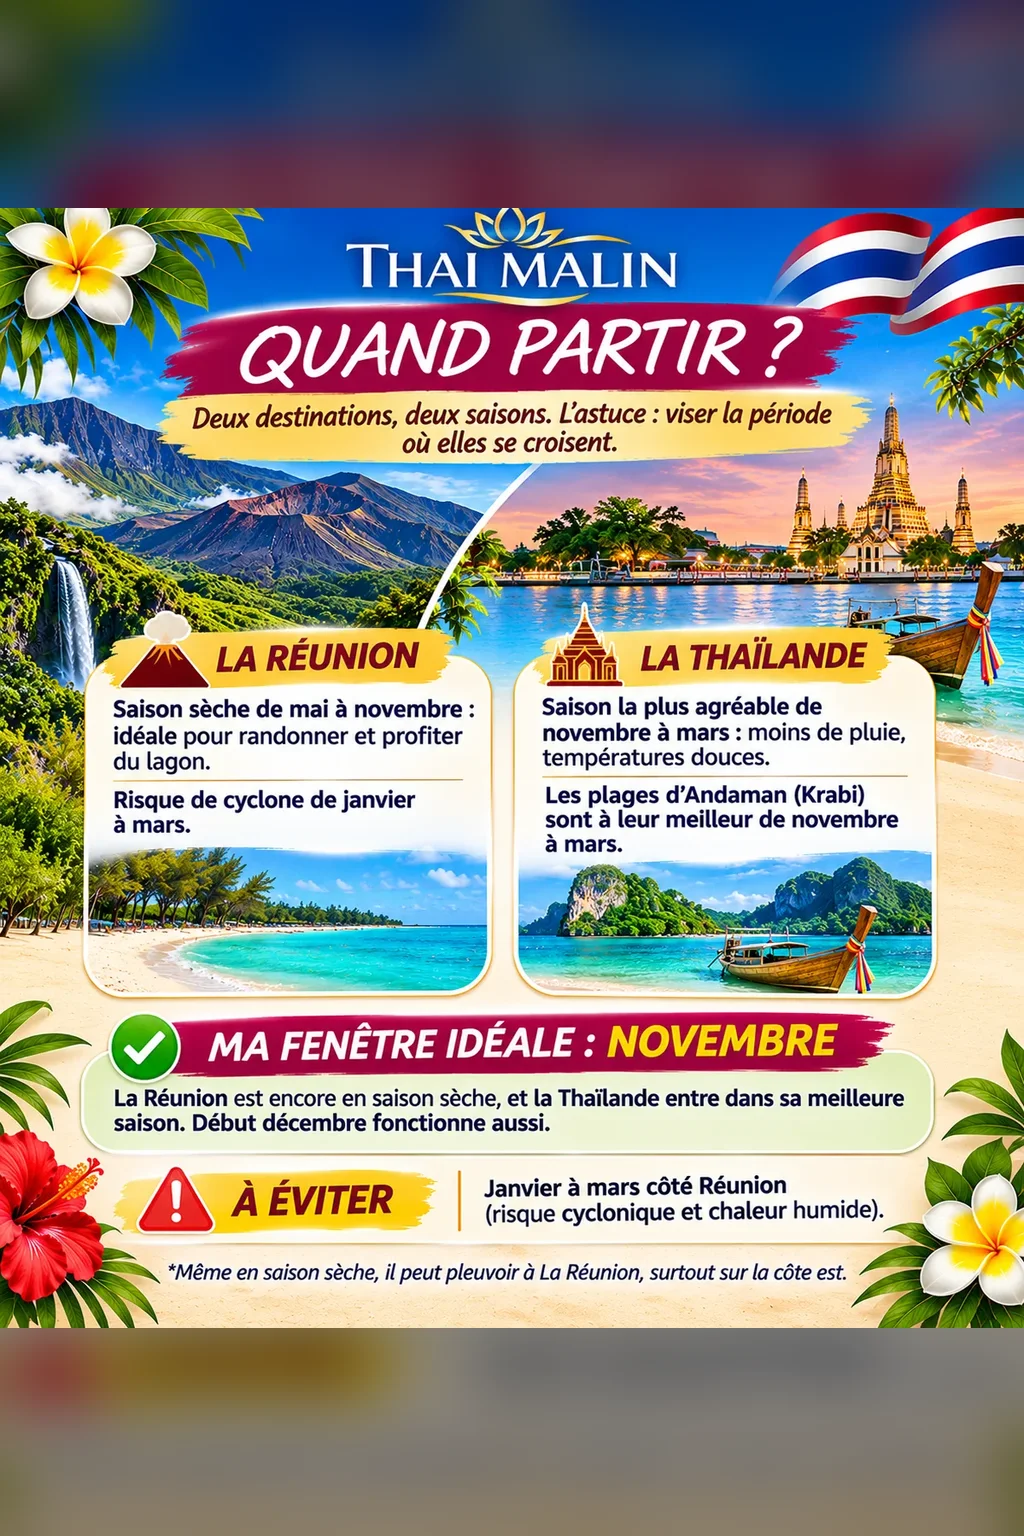 THAI MALIN
QUAND PARTIR ?
Deux destinations, deux saisons. L'astuce : viser la période
où elles se croisent.
LA RÉUNION
Saison sèche de mai à novembre :
idéale pour randonner et profiter
du lagon.
Risque de cyclone de janvier
à mars.
LA THAÏLANDE
Saison la plus agréable de
novembre à mars : moins de pluie,
températures douces.
Les plages d'Andaman (Krabi)
sont à leur meilleur de novembre
à mars.
MA FENÊTRE IDÉALE : NOVEMBRE
La Réunion est encore en saison sèche, et la Thaïlande entre dans sa meilleure
saison. Début décembre fonctionne aussi.
À ÉVITER
Janvier à mars côté Réunion
(risque cyclonique et chaleur humide).
*Même en saison sèche, il peut pleuvoir à La Réunion, surtout sur la côte est.